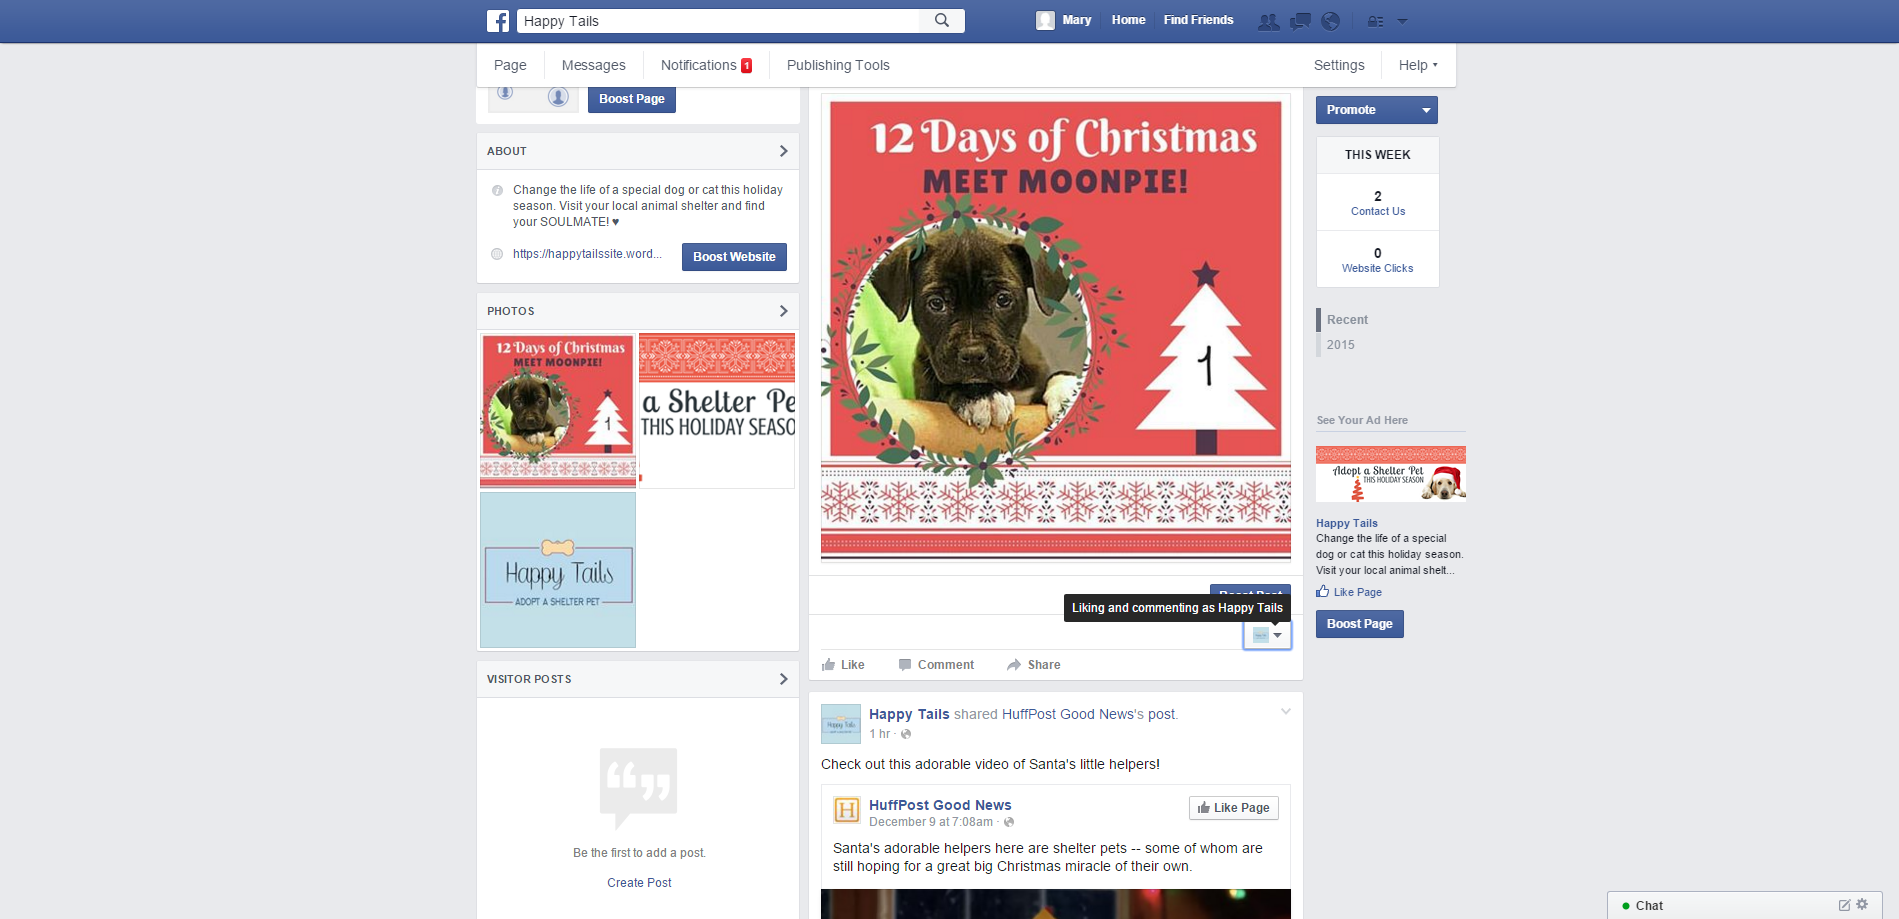 Happy Tails
Mary
Home
Find Friends
Page
Messages
Notifications 1
Publishing Tools
Settings
Help
Boost Page
ABOUT
Change the life of a special dog or cat this holiday
season. Visit your local animal shelter and find
your SOULMATE! ♥
https://happytailssite.word...
Boost Website
PHOTOS
12 Days of Christmas
MEET MOONPIE!
1
a Shelter Pe
THIS HOLIDAY SEASO
Happy Tails
ADOPT A SHELTER PET
VISITOR POSTS
Be the first to add a post.
Create Post
12 Days of Christmas
MEET MOONPIE!
1
Boost Post
Liking and commenting as Happy Tails
Like
Comment
Share
Happy Tails
Happy Tails shared HuffPost Good News's post.
1 hr ·
Check out this adorable video of Santa's little helpers!
H
HuffPost Good News
December 9 at 7:08am ·
Like Page
Santa's adorable helpers here are shelter pets -- some of whom are
still hoping for a great big Christmas miracle of their own.
Promote
THIS WEEK
2
Contact Us
0
Website Clicks
Recent
2015
See Your Ad Here
Adopt a Shelter Pet
THIS HOLIDAY SEASON
Happy Tails
Change the life of a special
dog or cat this holiday season.
Visit your local animal shelt...
Like Page
Boost Page
Chat